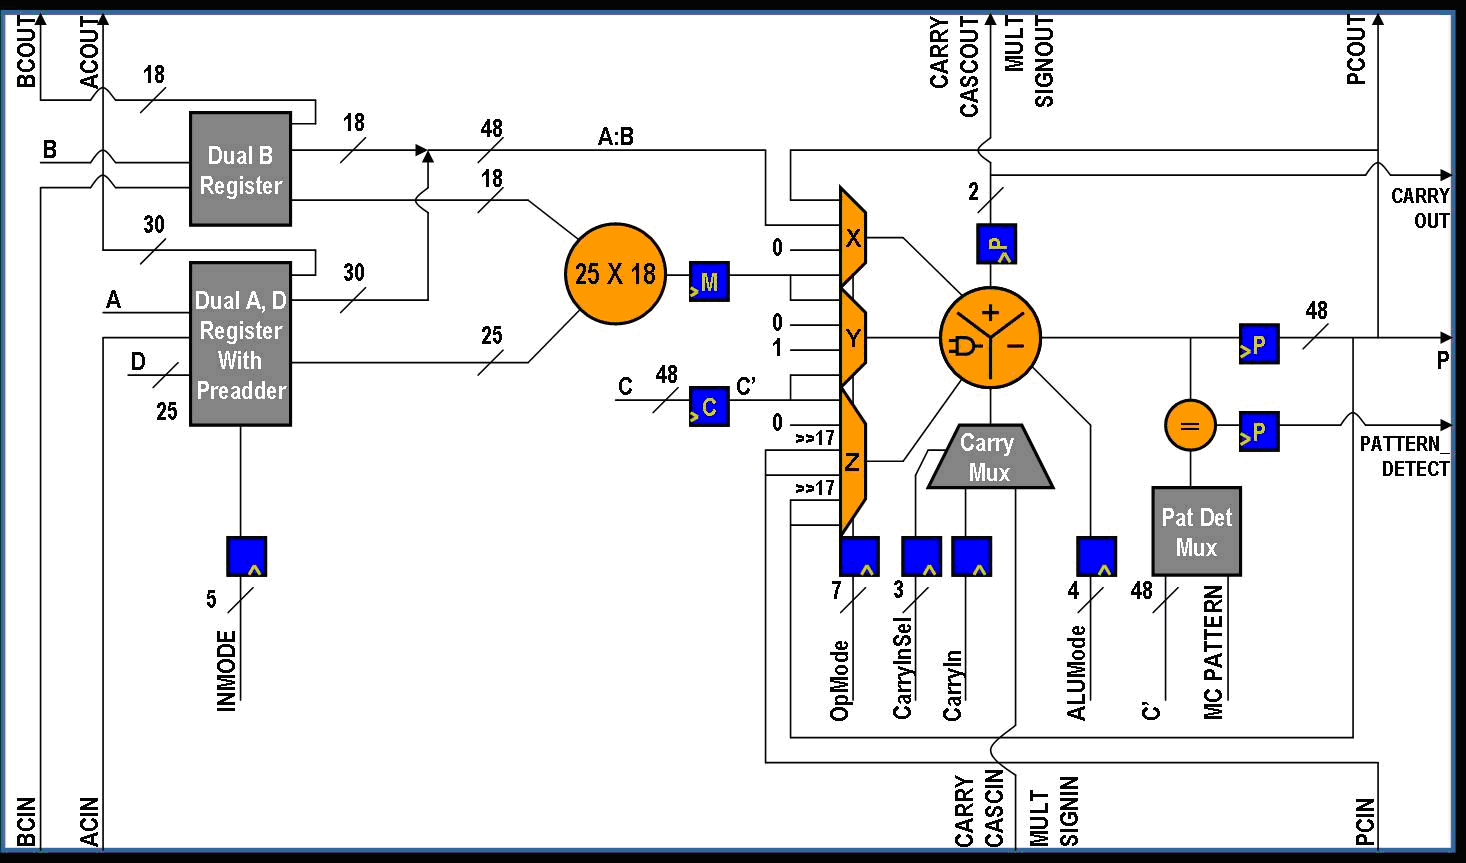 BCOUT
ACOUT
CARRY
CASCOUT
MULT
SIGNOUT
PCOUT
18
B
Dual B
Register
18
48
A:B
18
2
CARRY
OUT
P
30
30
A
D
25
Dual A, D
Register
With
Preadder
25 X 18
M
25
0
X
0
1
Y
C
48
C
C'
0
>>17
Z
>>17
+
−
P
48
P
=
P
PATTERN_
DETECT
Carry
Mux
Pat Det
Mux
5
INMODE
7
OpMode
3
CarryInSel
CarryIn
4
ALUMode
48
C'
MC PATTERN
BCIN
ACIN
CARRY
CASCIN
MULT
SIGNIN
PCIN